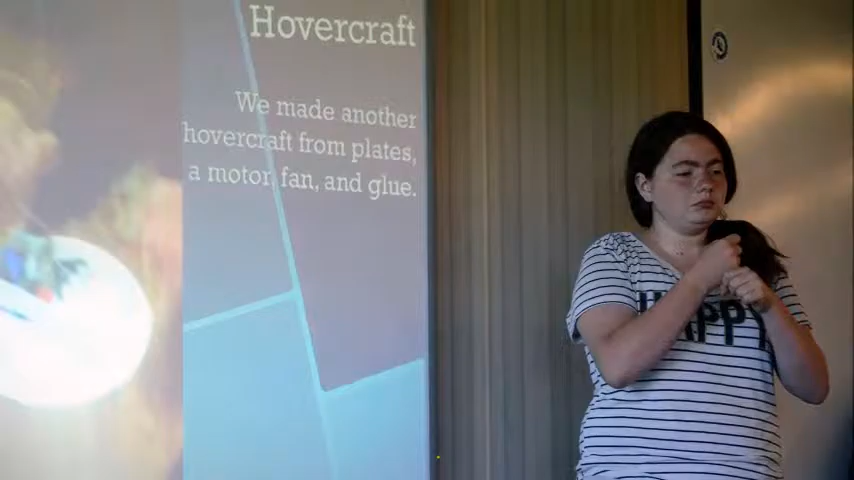 Hovercraft
We made another
hovercraft from plates,
a motor, fan, and glue.
HAPPY